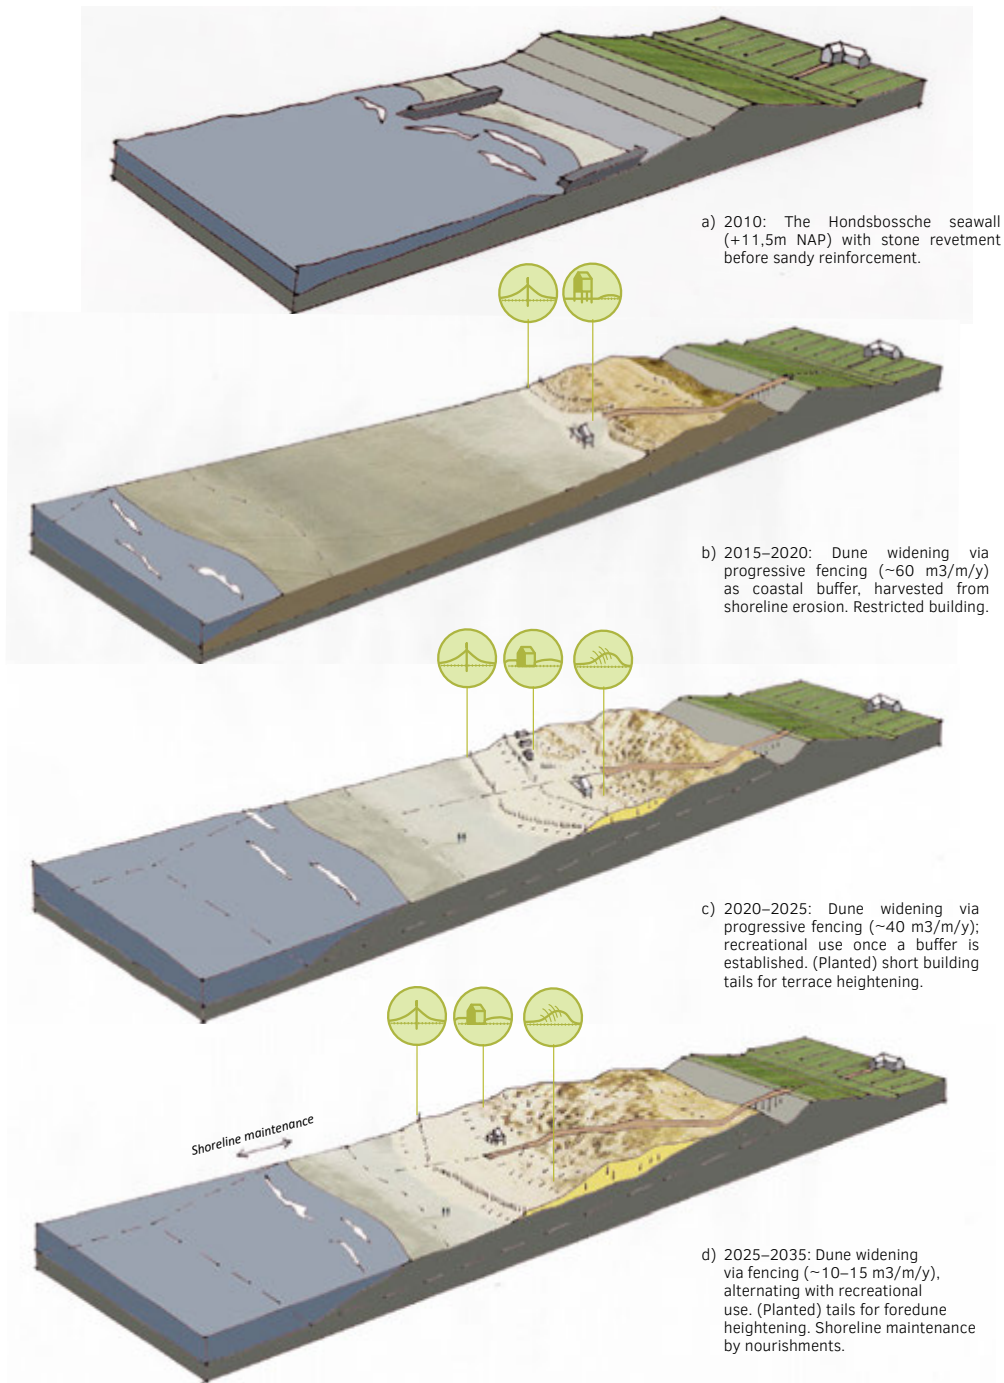 a) 2010: The Hondsbossche seawall
(+11,5m NAP) with stone revetment
before sandy reinforcement.
b) 2015–2020: Dune widening via
progressive fencing (~60 m3/m/y)
as coastal buffer, harvested from
shoreline erosion. Restricted building.
c) 2020–2025: Dune widening via
progressive fencing (~40 m3/m/y);
recreational use once a buffer is
established. (Planted) short building
tails for terrace heightening.
Shoreline maintenance
d) 2025–2035: Dune widening
via fencing (~10–15 m3/m/y),
alternating with recreational
use. (Planted) tails for foredune
heightening. Shoreline maintenance
by nourishments.